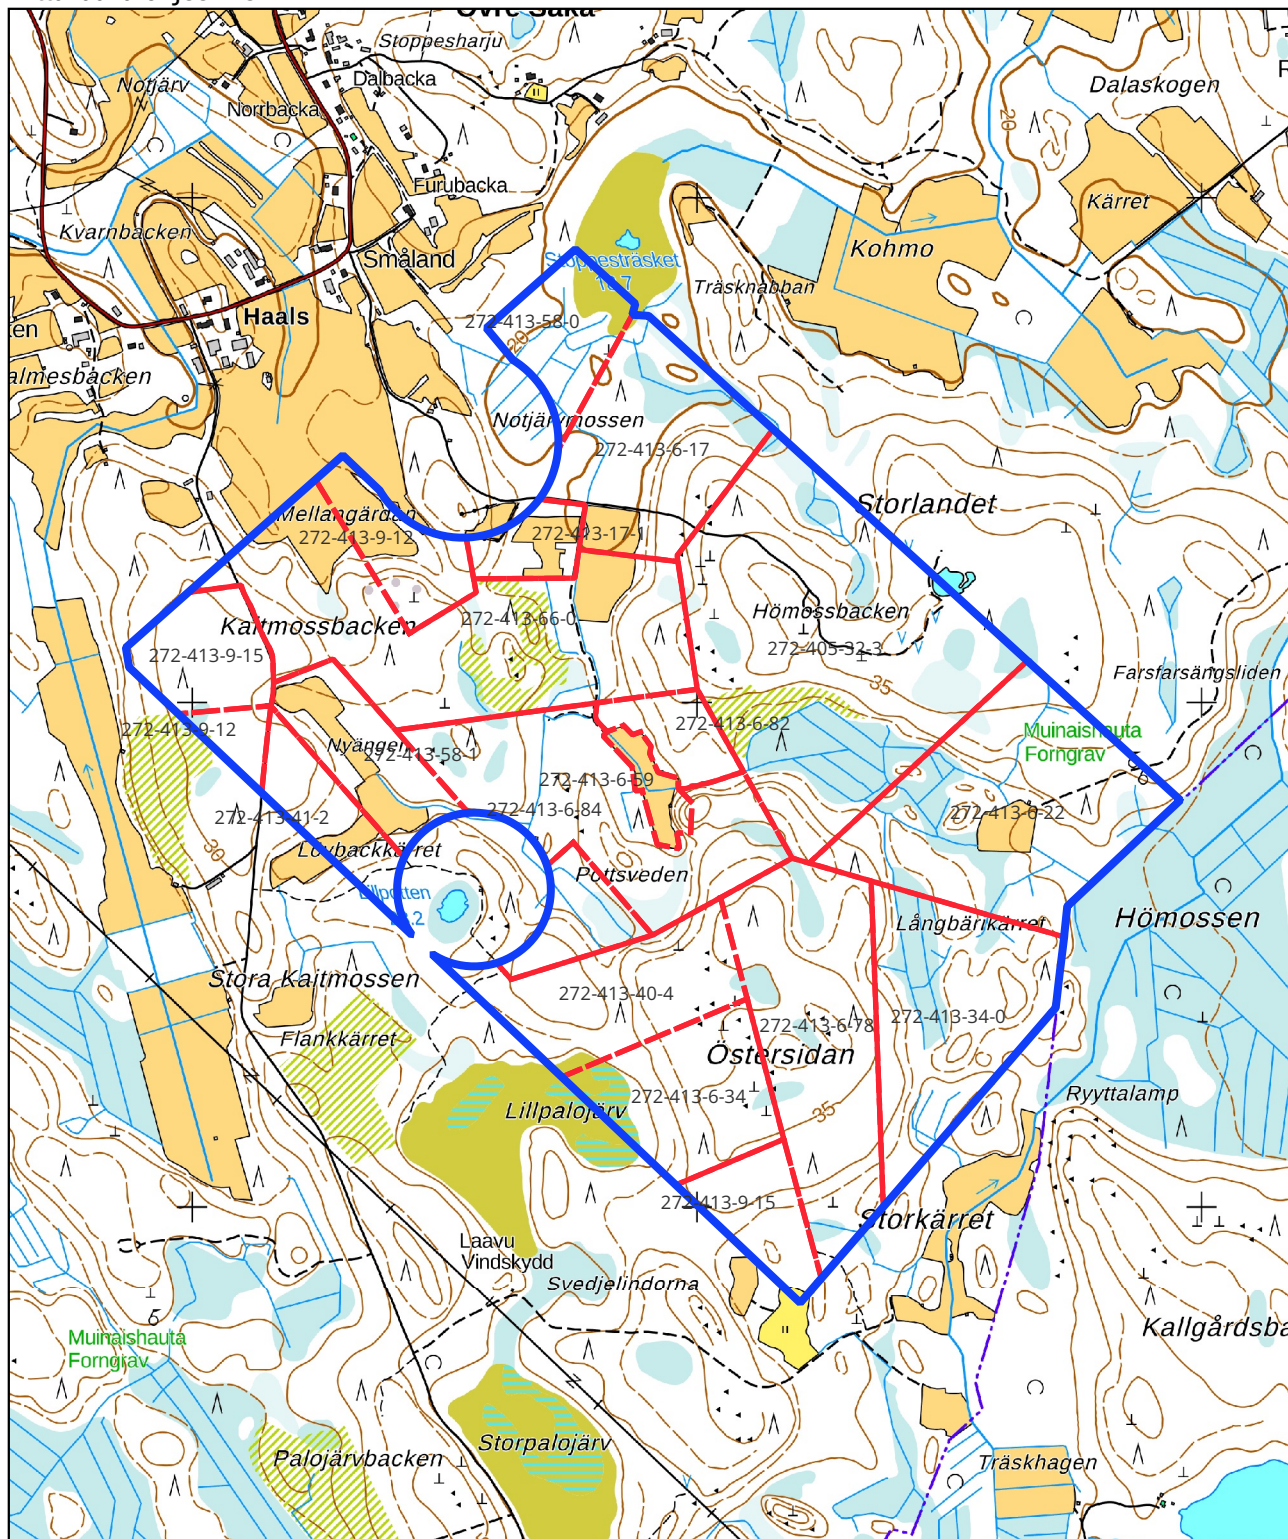 Övre Såka
Stoppesharju
Notjärv
Dalbacka
Norrbacka
Dalaskogen
20
Furubacka
Kärret
Kvarnbacken
Småland
Kohmo
Stoppesträsket
Träsknabban
Haals
272-413-58-0
20
almesbacken
Notjärvmossen
272-413-6-17
Storlandet
Mellangärdan
272-413-9-12
272-413-17-1
Hömossbacken
272-413-66-0
Kaitmossbacken
272-405-32-3
272-413-9-15
35
Farsfarsängsliden
272-413-9-12
272-413-6-82
Muinaishauta
Forngrav
Nyängen
272-413-58-1
272-413-6-59
272-413-6-84
272-413-6-22
272-413-41-2
30
Lövbackkärret
Pottsveden
Lillpotten
Långbärrkärret
Hömossen
Stora Kaitmossen
272-413-40-4
272-413-34-0
272-413-6-78
Flankkärret
Östersidan
Ryyttalamp
272-413-6-34
Lillpalojärv
35
272-413-9-15
Storkärret
Laavu
Vindskydd
Svedjelindorna
Muinaishauta
Forngrav
Storpalojärv
Palojärvbacken
Träskhagen